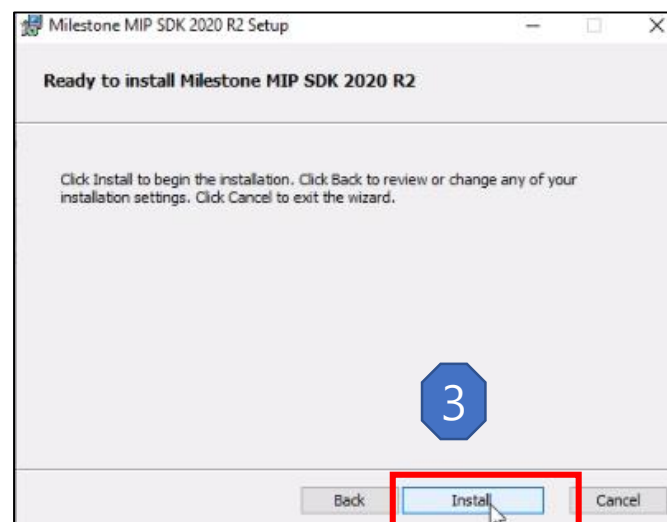 Milestone MIP SDK 2020 R2 Setup
Ready to install Milestone MIP SDK 2020 R2
Click Install to begin the installation. Click Back to review or change any of your
installation settings. Click Cancel to exit the wizard.
3
Back Install Cancel